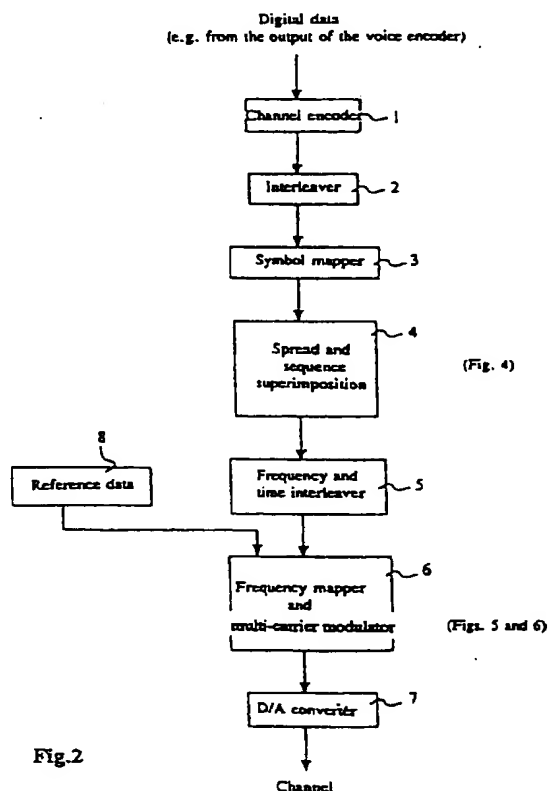 Digital data
(e.g. from the output of the voice encoder)
Channel encoder
1
Interleaver
2
Symbol mapper
3
4
Spread and
sequence
superimposition
(Fig. 4)
8
Reference data
Frequency and
time interleaver
5
6
Frequency mapper
and
multi-carrier modulator
(Figs. 5 and 6)
7
D/A converter
Fig.2
Channel